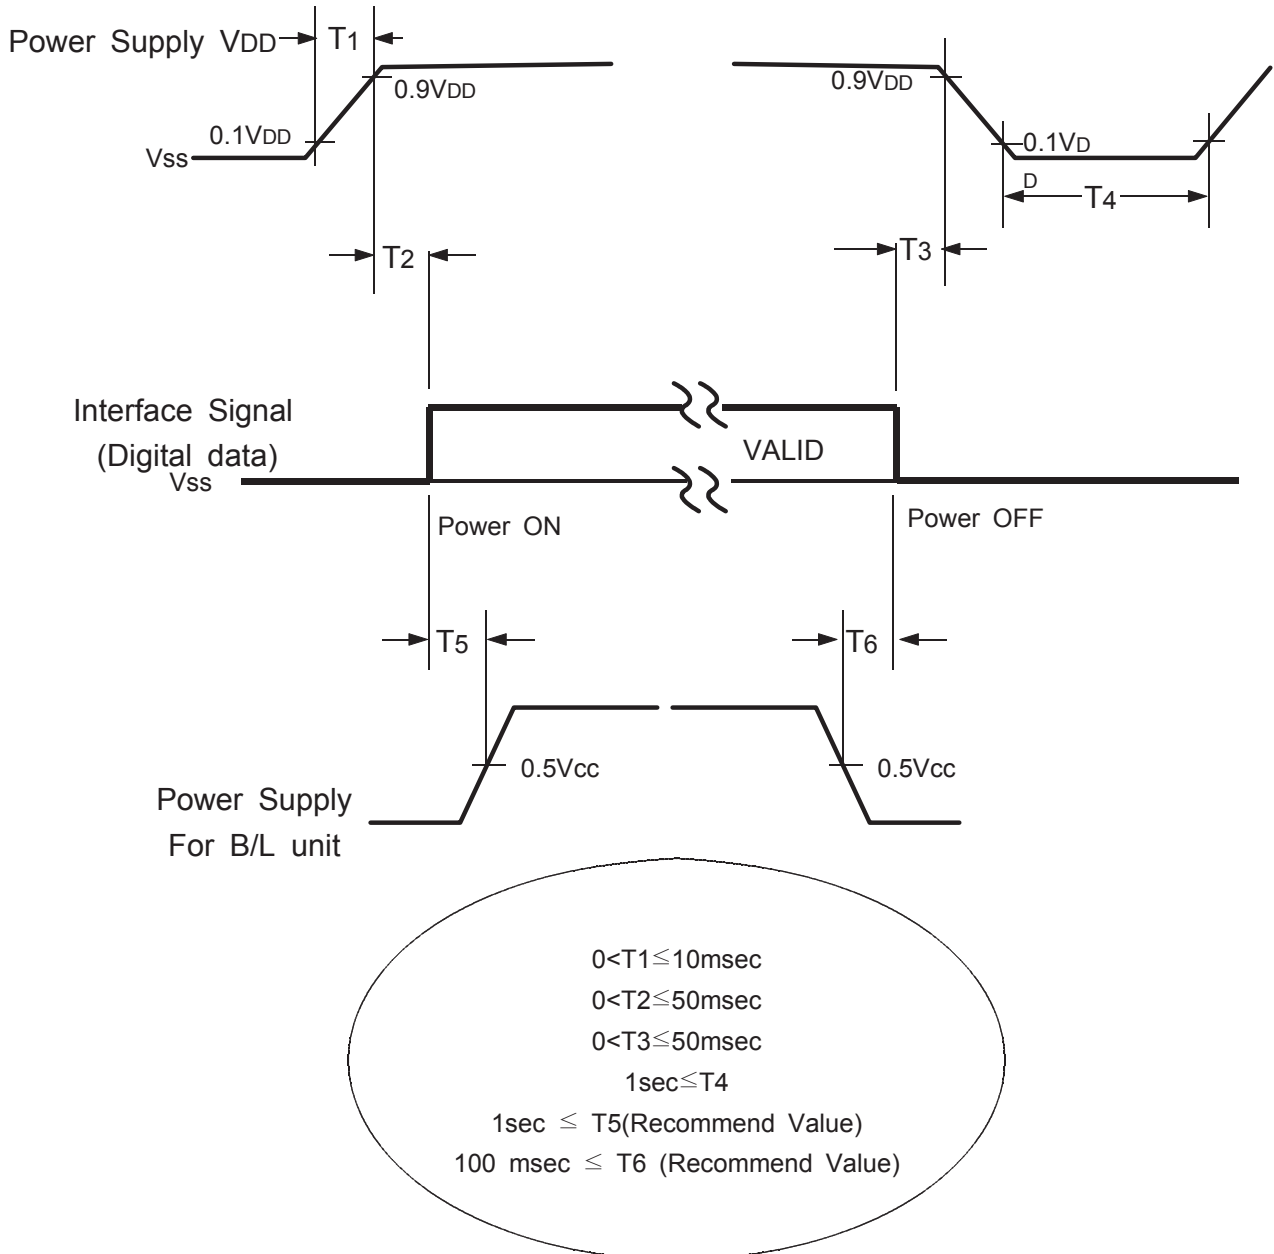 Power Supply VDD
T1
0.9VDD
0.9VDD
0.1VDD
0.1VD
D
Vss
T4
T2
T3
Interface Signal
(Digital data)
VALID
Vss
Power ON
Power OFF
T5
T6
0.5Vcc
0.5Vcc
Power Supply
For B/L unit
0<T1≦10msec
0<T2≦50msec
0<T3≦50msec
1sec≦T4
1sec ≦ T5(Recommend Value)
100 msec ≦ T6 (Recommend Value)